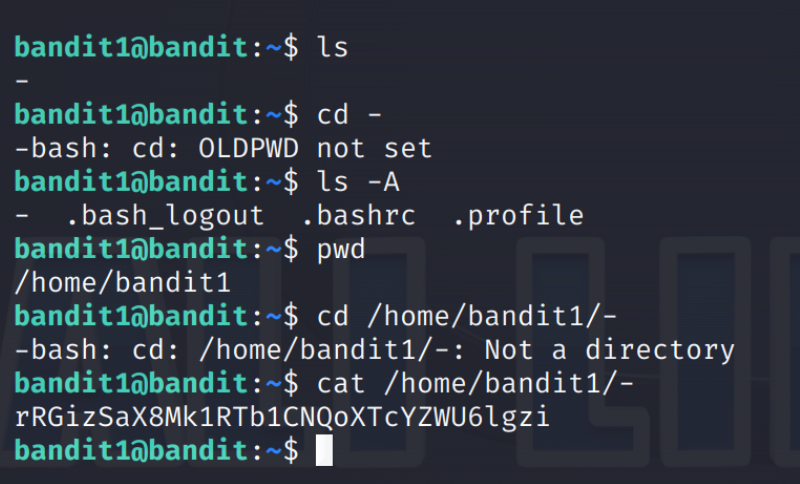 bandit1@bandit:~$ ls
-
bandit1@bandit:~$ cd -
-bash: cd: OLDPWD not set
bandit1@bandit:~$ ls -A
-  .bash_logout  .bashrc  .profile
bandit1@bandit:~$ pwd
/home/bandit1
bandit1@bandit:~$ cd /home/bandit1/-
-bash: cd: /home/bandit1/-: Not a directory
bandit1@bandit:~$ cat /home/bandit1/-
rRGizSaX8Mk1RTb1CNQoXTcYZWU6lgzi
bandit1@bandit:~$